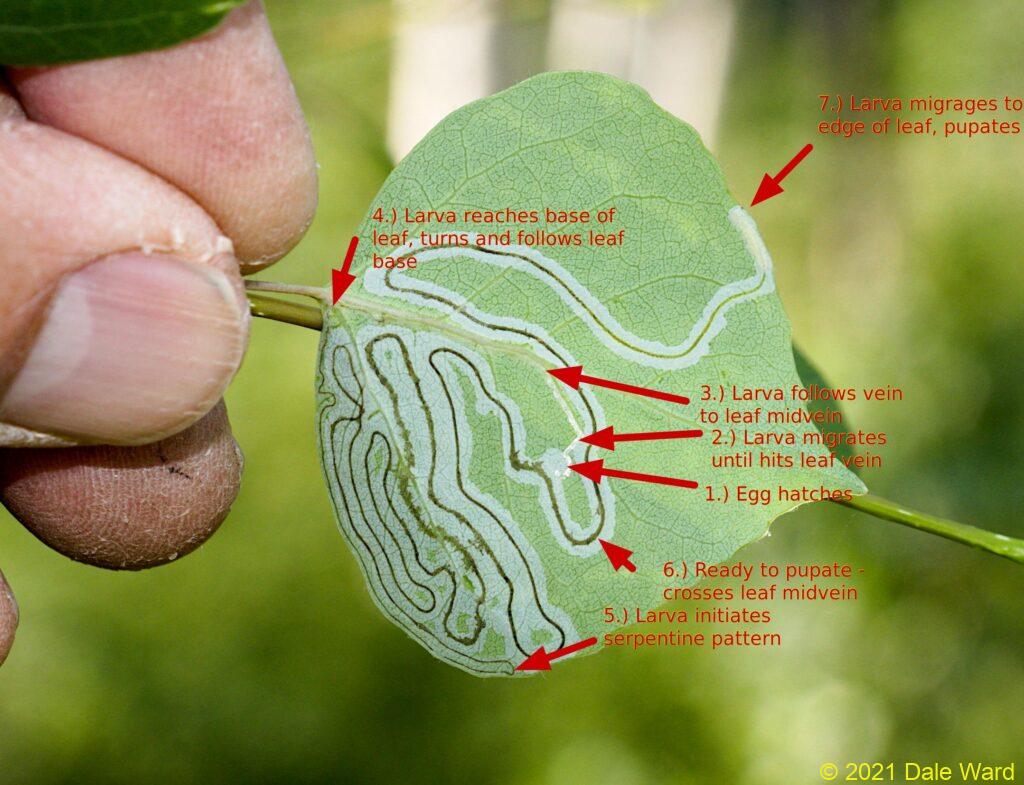 7.) Larva migrages to
edge of leaf, pupates
4.) Larva reaches base of
leaf, turns and follows leaf
base
3.) Larva follows vein
to leaf midvein
2.) Larva migrates
until hits leaf vein
1.) Egg hatches
6.) Ready to pupate -
crosses leaf midvein
5.) Larva initiates
serpentine pattern
© 2021 Dale Ward